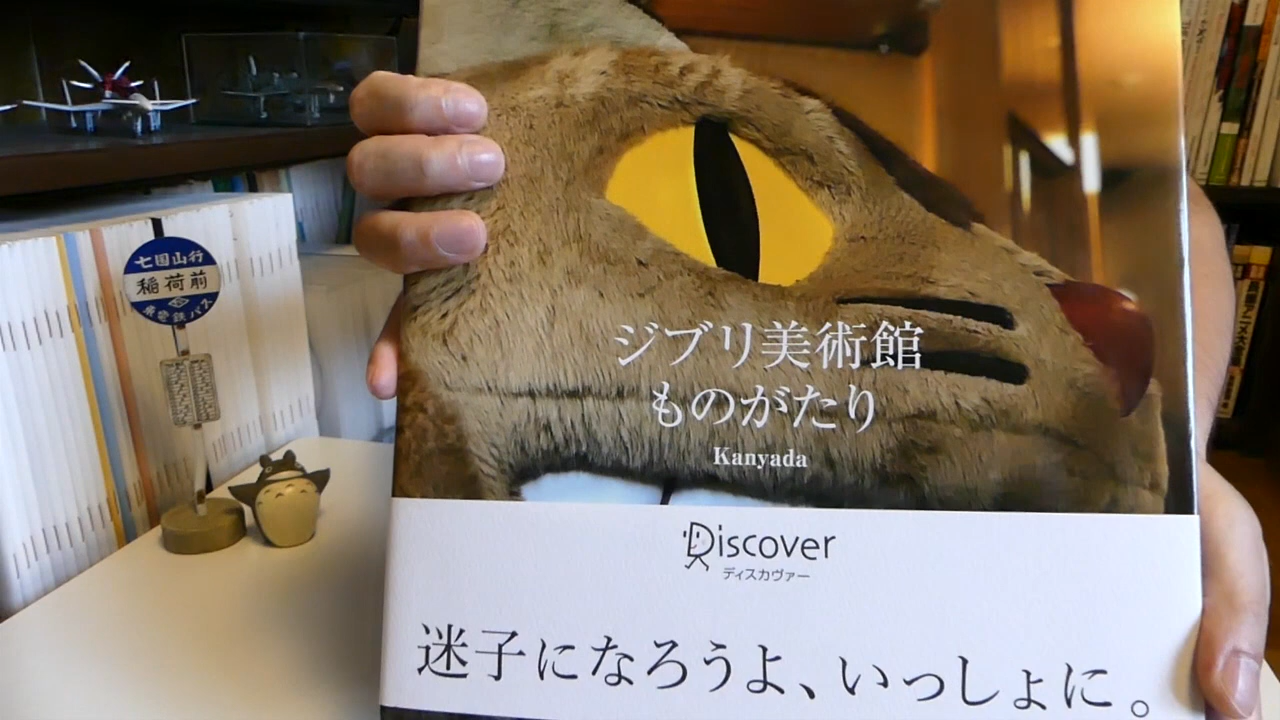 七国山行
稲荷前
ジブリ美術館
ものがたり
Kanyada
Discover
ディスカヴァー
迷子になろうよ、いっしょに。